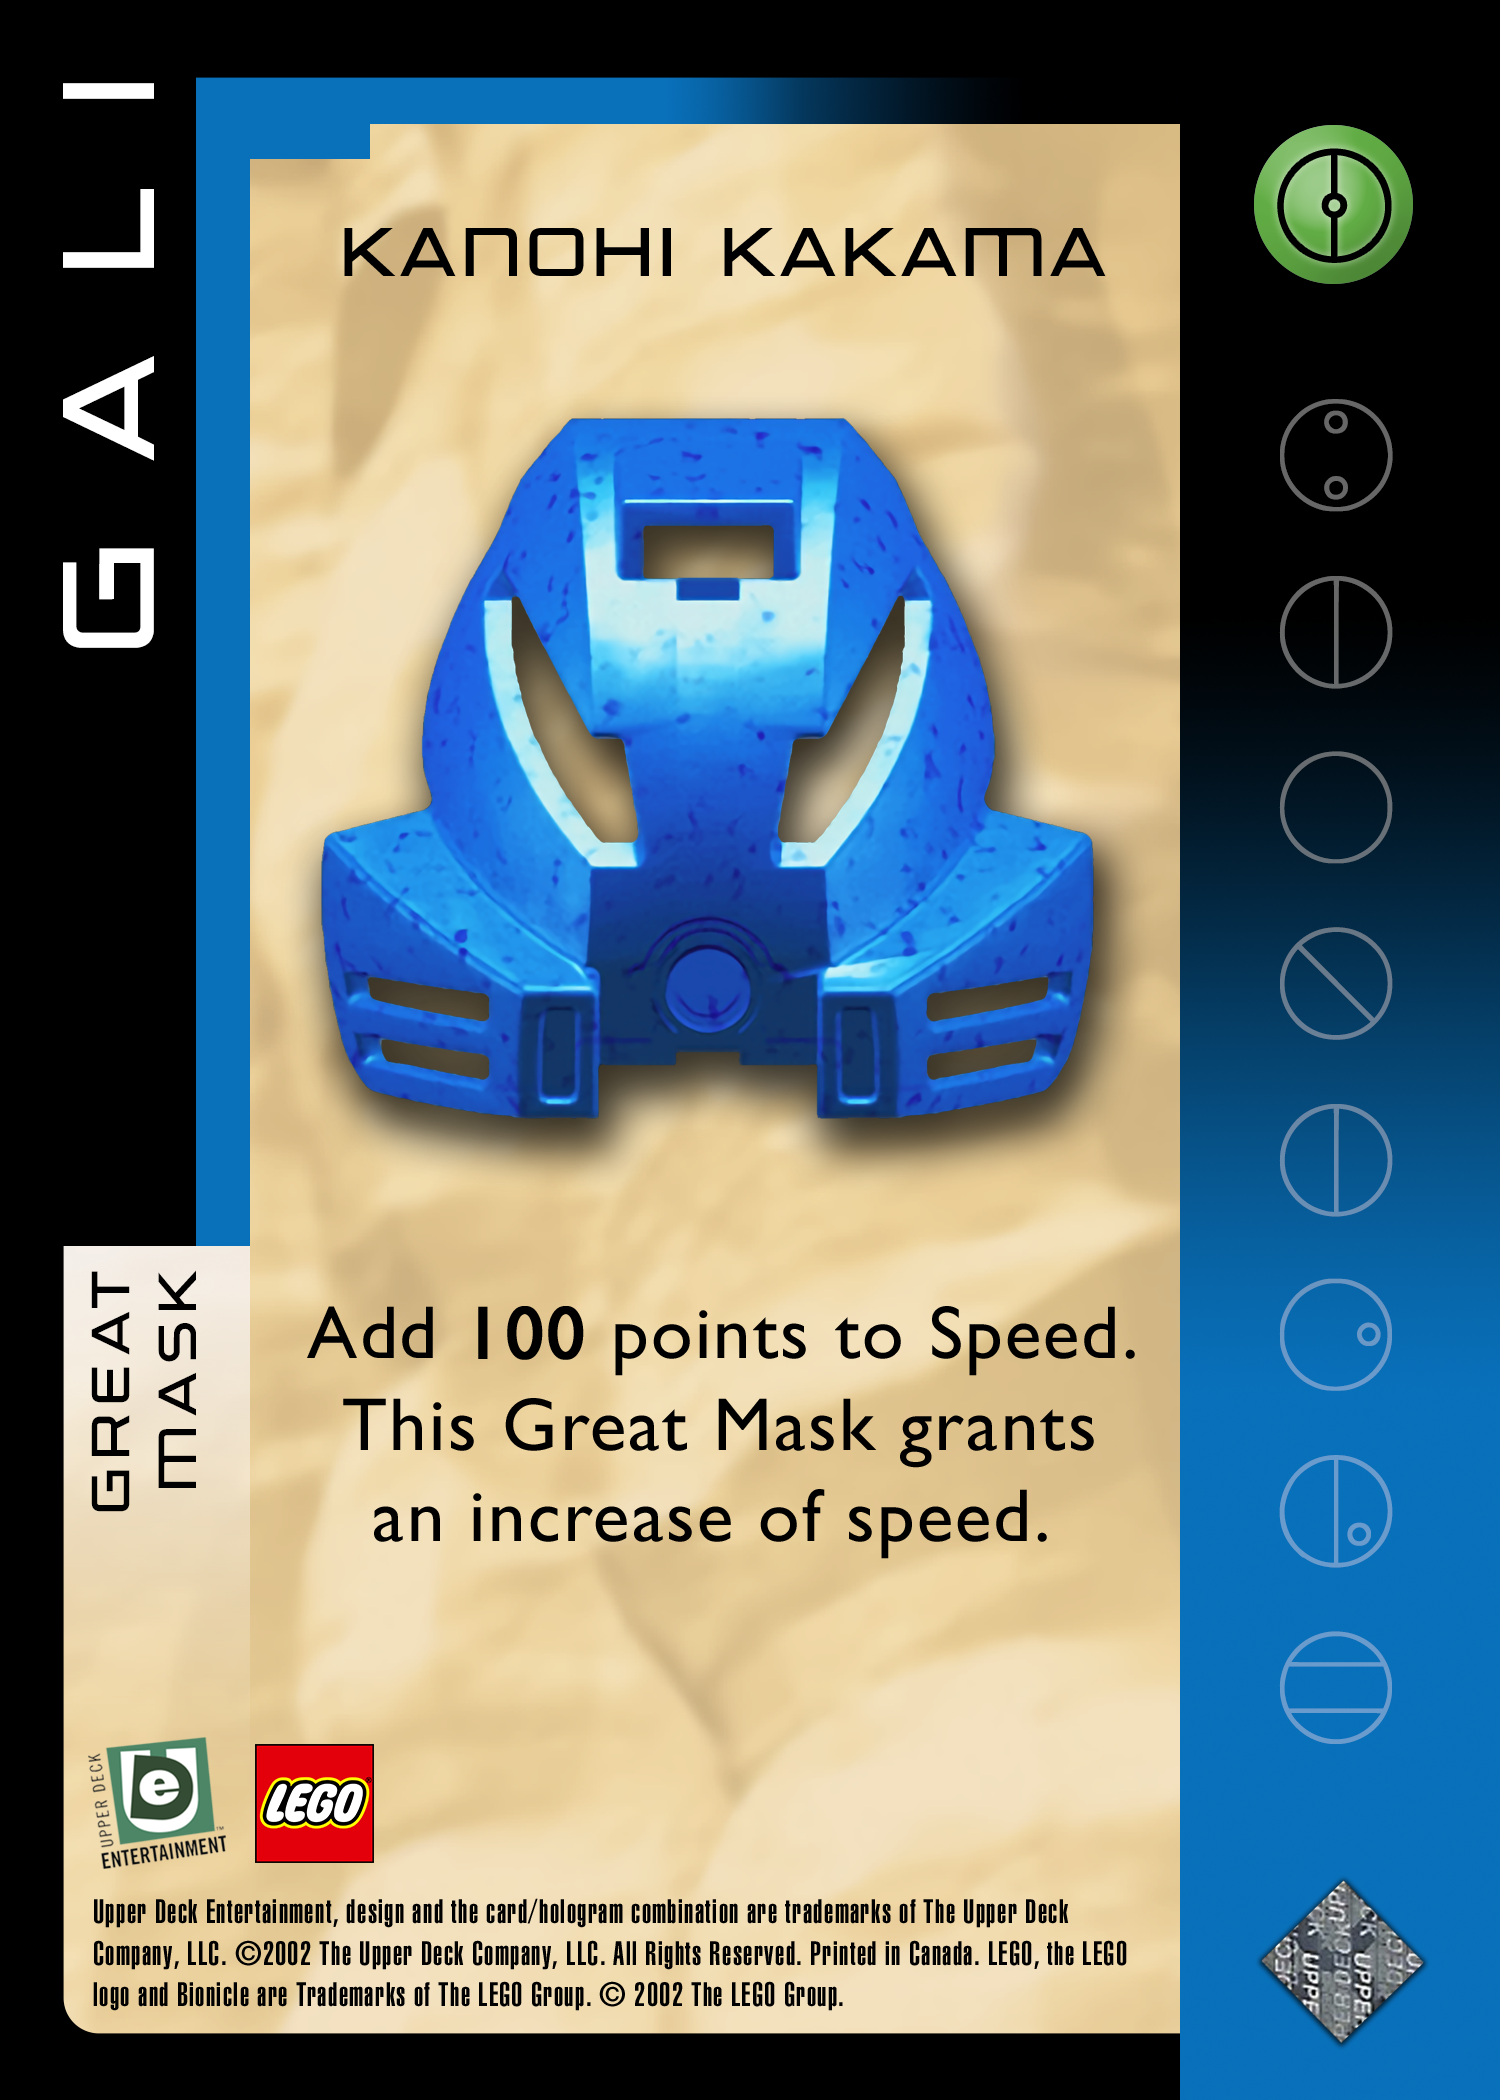 GALI
KANOHI KAKAMA
GREAT
MASK
Add 100 points to Speed.
This Great Mask grants
an increase of speed.
UPPER DECK
e
ENTERTAINMENT
LEGO
Upper Deck Entertainment, design and the card/hologram combination are trademarks of The Upper Deck
Company, LLC. ©2002 The Upper Deck Company, LLC. All Rights Reserved. Printed in Canada. LEGO, the LEGO
logo and Bionicle are Trademarks of The LEGO Group. © 2002 The LEGO Group.